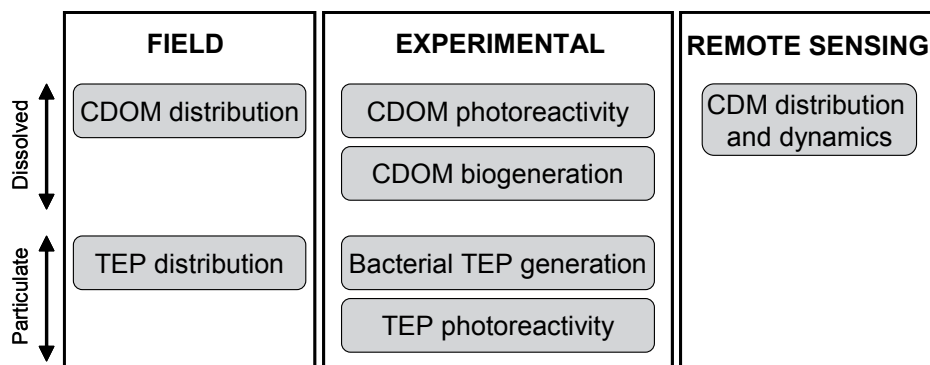 FIELD
EXPERIMENTAL
REMOTE SENSING
Dissolved
CDOM distribution
CDOM photoreactivity
CDM distribution
and dynamics
CDOM biogeneration
Particulate
TEP distribution
Bacterial TEP generation
TEP photoreactivity